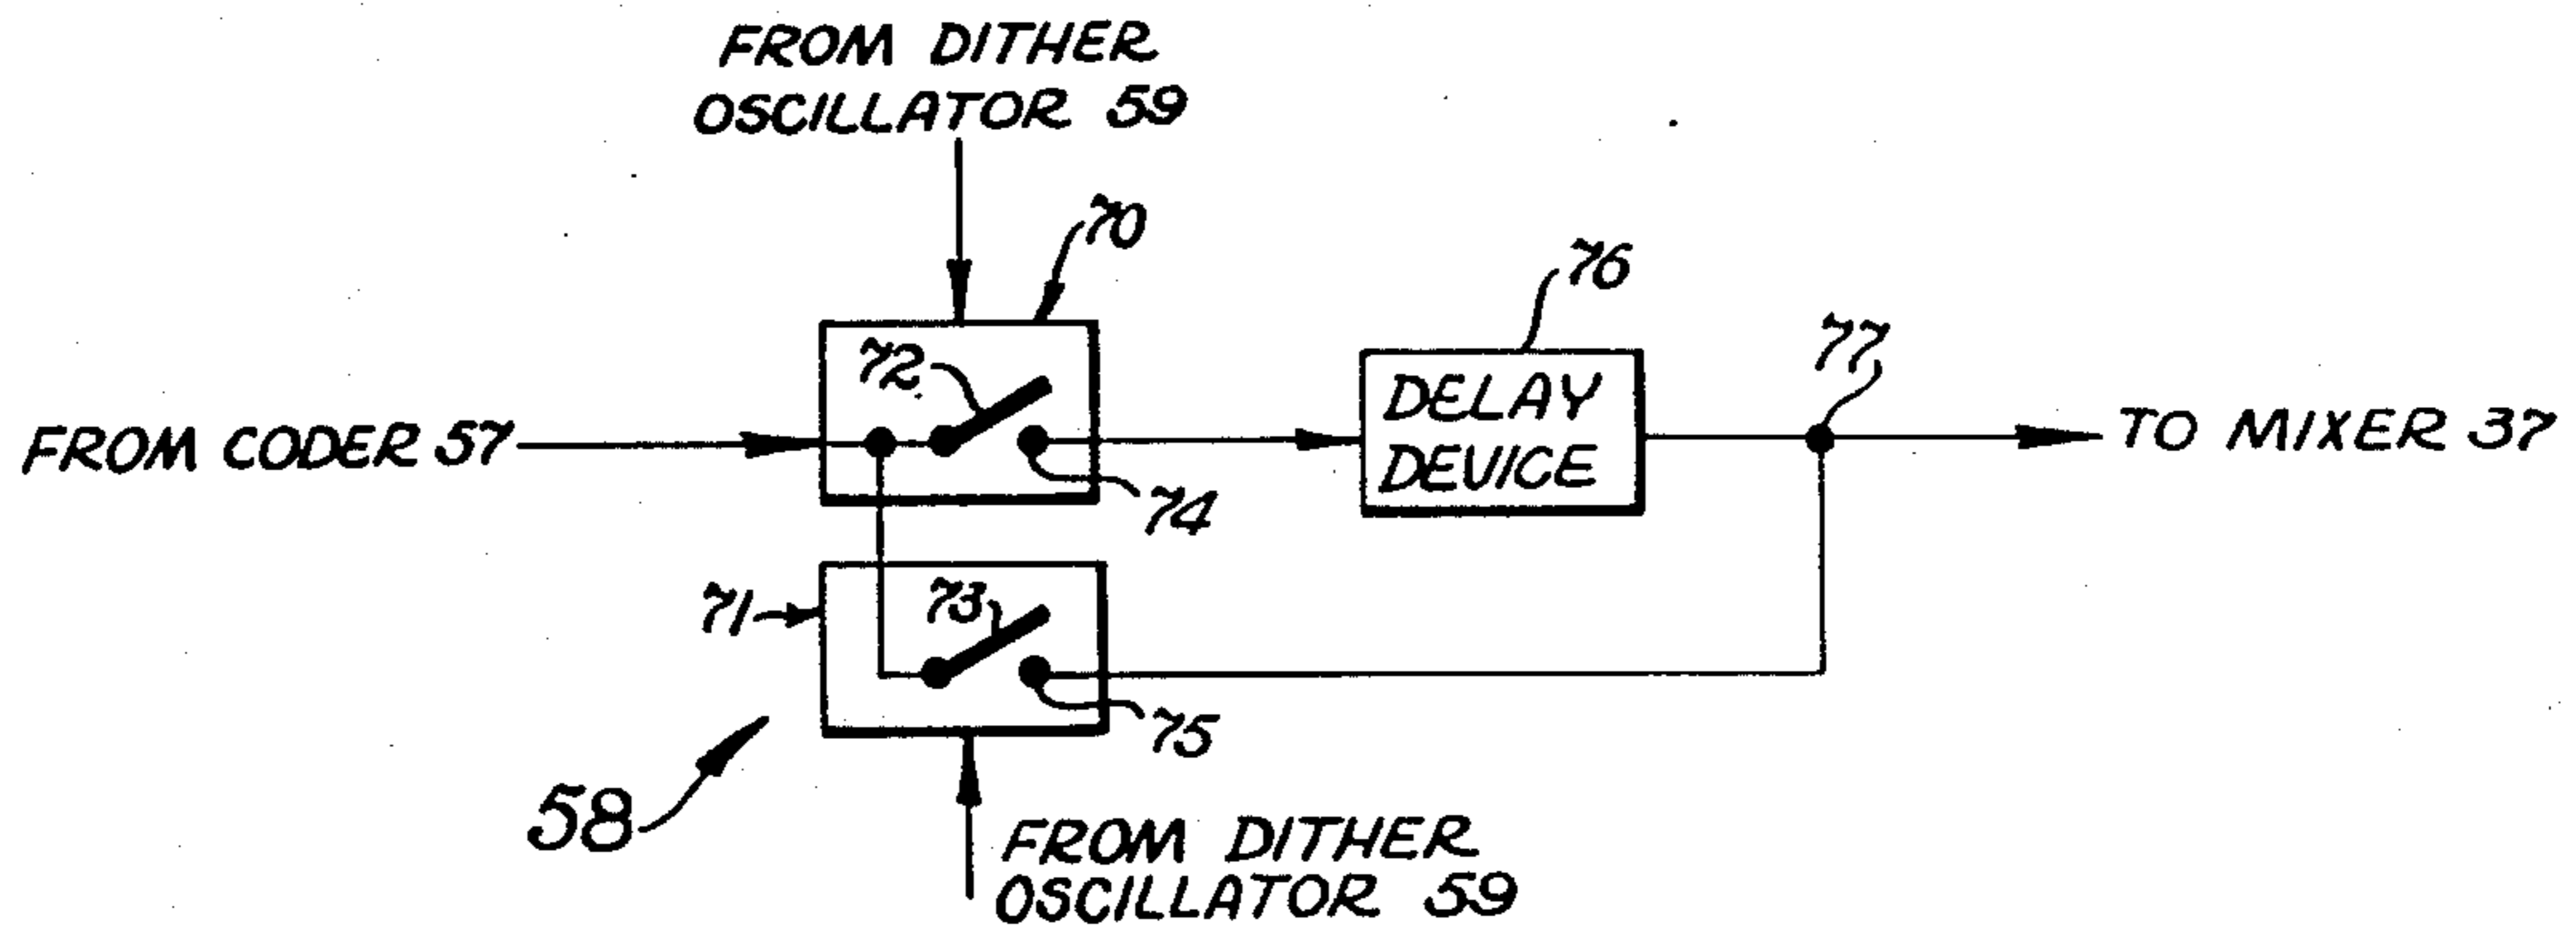 FROM DITHER
OSCILLATOR 59
70
76
77
72
FROM CODER 57
DELAY
DEVICE
TO MIXER 37
74
71
73
75
58
FROM DITHER
OSCILLATOR 59